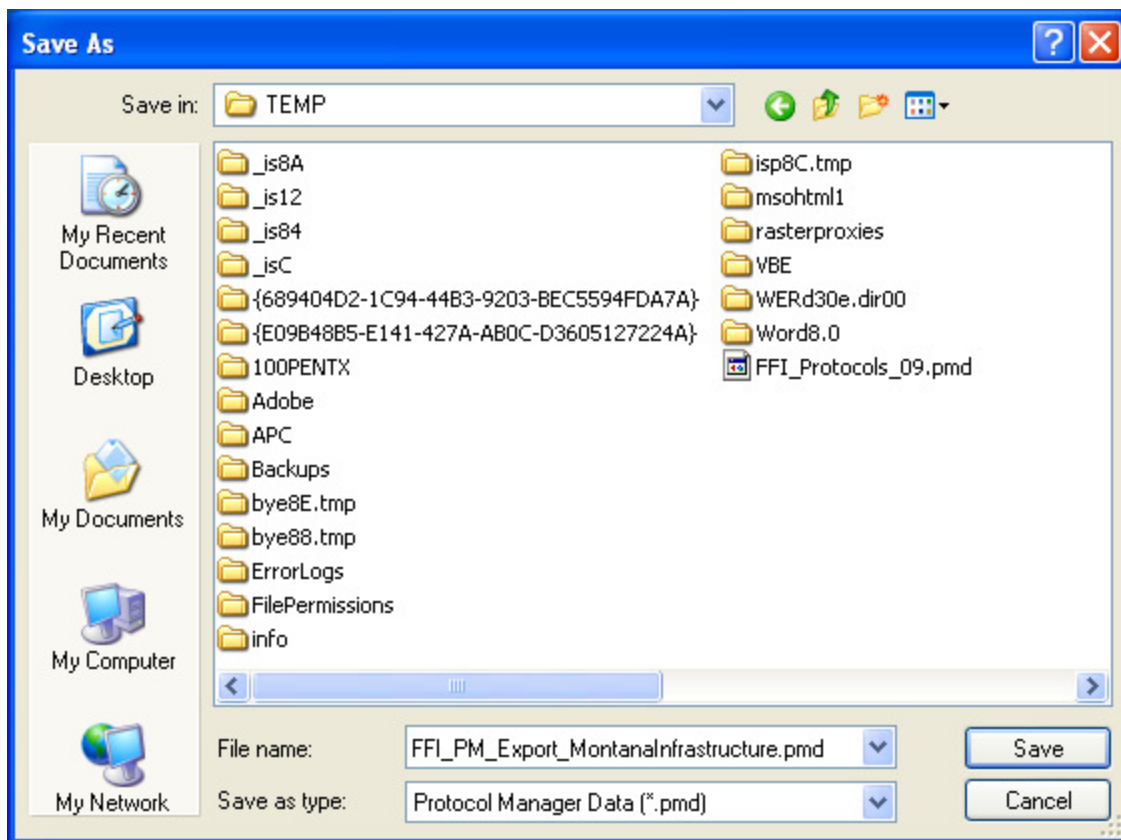 Save As
Save in: TEMP
My Recent
Documents
Desktop
My Documents
My Computer
My Network
_is8A
_is12
_is84
_isC
{689404D2-1C94-44B3-9203-BEC5594FDA7A}
{E09B48B5-E141-427A-AB0C-D3605127224A}
100PENTX
Adobe
APC
Backups
bye8E.tmp
bye88.tmp
ErrorLogs
FilePermissions
info
isp8C.tmp
msohtml1
rasterproxies
VBE
WERd30e.dir00
Word8.0
FFI_Protocols_09.pmd
File name: FFI_PM_Export_MontanaInfrastructure.pmd Save
Save as type: Protocol Manager Data (*.pmd) Cancel